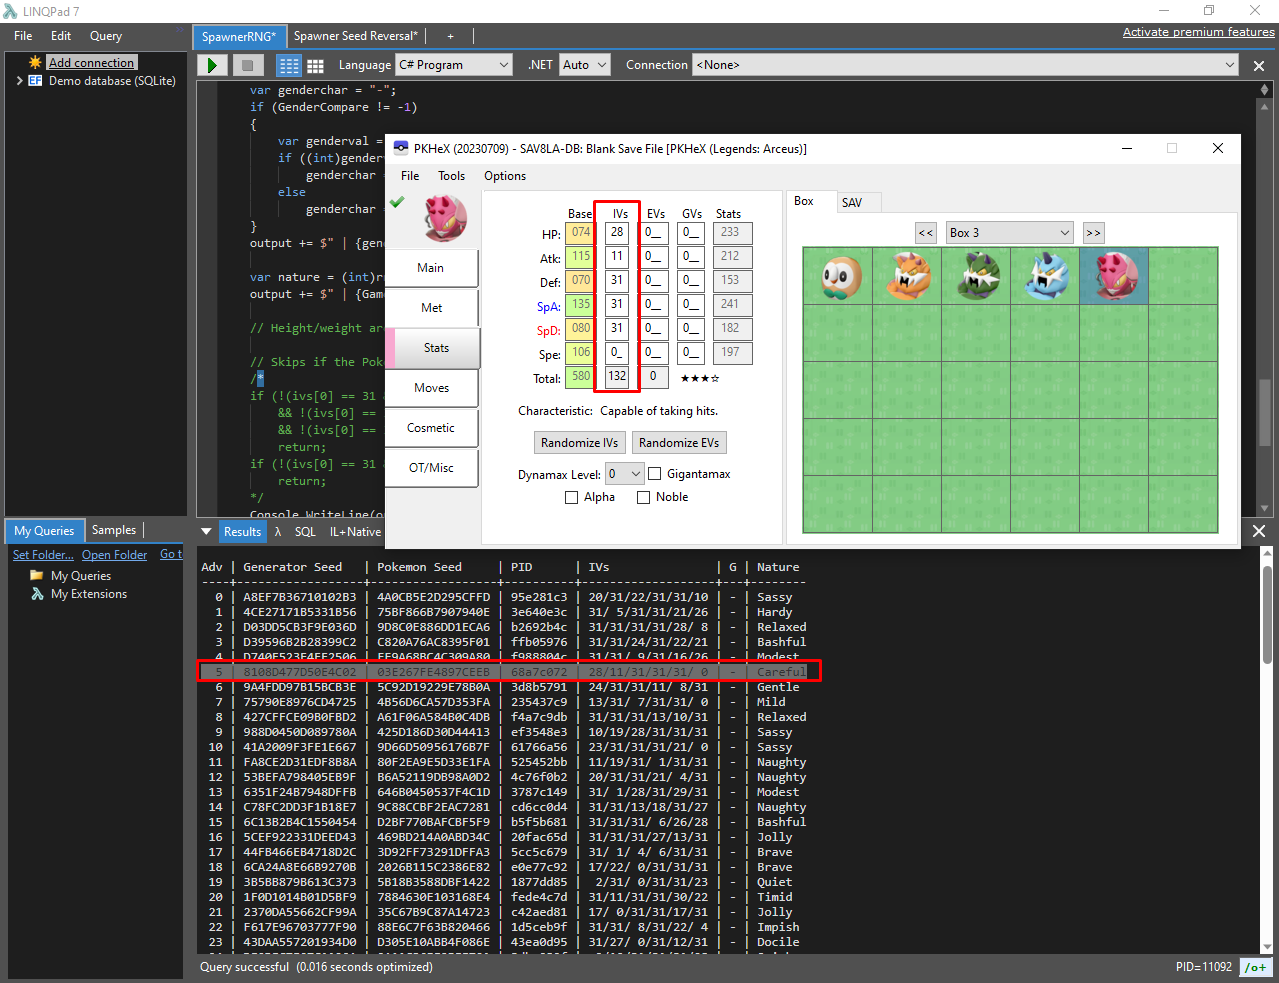 LINQPad 7
File Edit Query
SpawnerRNG* Spawner Seed Reversal* +
Activate premium features
Add connection
EF Demo database (SQLite)
Language C# Program .NET Auto Connection <None>
var genderchar = "-";
if (GenderCompare != -1)
{
var genderval =
if ((int)gender
genderchar =
else
genderchar =
}
output += $" | {gen
var nature = (int)r
output += $" | {Gam
// Height/weight ar
// Skips if the Pok
/*
if (!(ivs[0] == 31
&& !(ivs[0] ==
&& !(ivs[0] ==
return;
if (!(ivs[0] == 31
return;
*/
Console.WriteLine(o
PKHeX (20230709) - SAV8LA-DB: Blank Save File [PKHeX (Legends: Arceus)]
File Tools Options
Main
Met
Stats
Moves
Cosmetic
OT/Misc
Base IVs EVs GVs Stats
HP: 074 28 0__ 0__ 233
Atk: 115 11 0__ 0__ 212
Def: 070 31 0__ 0__ 153
SpA: 135 31 0__ 0__ 241
SpD: 080 31 0__ 0__ 182
Spe: 106 0_ 0__ 0__ 197
Total: 580 132 0 ★★★☆
Characteristic: Capable of taking hits.
Randomize IVs Randomize EVs
Dynamax Level: 0 Gigantamax
Alpha Noble
Box SAV
<< Box 3 >>
My Queries Samples
Set Folder... Open Folder Go t
My Queries
My Extensions
Results λ SQL IL+Native
Adv | Generator Seed | Pokemon Seed | PID | IVs | G | Nature
----+------------------+------------------+----------+-------------------+---+--------
0 | A8EF7B36710102B3 | 4A0CB5E2D295CFFD | 95e281c3 | 20/31/22/31/31/10 | - | Sassy
1 | 4CE27171B5331B56 | 75BF866B7907940E | 3e640e3c | 31/ 5/31/31/21/26 | - | Hardy
2 | D03DD5CB3F9E036D | 9D8C0E886DD1ECA6 | b2692b4c | 31/31/31/31/28/ 8 | - | Relaxed
3 | D39596B2B28399C2 | C820A76AC8395F01 | ffb05976 | 31/31/24/31/22/21 | - | Bashful
4 | D740F523F4FF2506 | FF9A68BC4C309A80 | f988804c | 31/31/ 9/31/16/26 | - | Modest
5 | 8108D477D50E4C02 | 03E267FE4897CEEB | 68a7c072 | 28/11/31/31/31/ 0 | - | Careful
6 | 9A4FDD97B15BCB3E | 5C92D19229E78B0A | 3d8b5791 | 24/31/31/11/ 8/31 | - | Gentle
7 | 75790E8976CD4725 | 4B56D6CA57D353FA | 235437c9 | 13/31/ 7/31/31/ 0 | - | Mild
8 | 427CFFCE09B0FBD2 | A61F06A584B0C4DB | f4a7c9db | 31/31/31/13/10/31 | - | Relaxed
9 | 988D0450D089780A | 425D186D30D44413 | ef3548e3 | 10/19/28/31/31/31 | - | Sassy
10 | 41A2009F3FE1E667 | 9D66D50956176B7F | 61766a56 | 23/31/31/31/21/ 0 | - | Sassy
11 | FA8CE2D31EDF8B8A | 80F2EA9E5D33E1FA | 525452bb | 11/19/31/ 1/31/31 | - | Naughty
12 | 53BEFA798405EB9F | B6A52119DB98A0D2 | 4c76f0b2 | 20/31/31/21/ 4/31 | - | Naughty
13 | 6351F24B7948DFFB | 646B0450537F4C1D | 3787c149 | 31/ 1/28/31/29/31 | - | Modest
14 | C78FC2DD3F1B18E7 | 9C88CCBF2EAC7281 | cd6cc0d4 | 31/31/13/18/31/27 | - | Naughty
15 | 6C13B2B4C1550454 | D2BF770BAFCBF5F9 | b5f5b681 | 31/31/31/ 6/26/28 | - | Bashful
16 | 5CEF922331DEED43 | 469BD214A0ABD34C | 20fac65d | 31/31/31/27/13/31 | - | Jolly
17 | 44FB466EB4718D2C | 3D92FF73291DFFA3 | 5cc5c679 | 31/ 1/ 4/ 6/31/31 | - | Brave
18 | 6CA24A8E66B9270B | 2026B115C2386E82 | e0e77c92 | 17/22/ 0/31/31/31 | - | Brave
19 | 3B5BB879B613C373 | 5B18B3588DBF1422 | 1877dd85 | 2/31/ 0/31/31/23 | - | Quiet
20 | 1F0D1014B01D5BF9 | 7884630E103168E4 | fede4c7d | 31/11/31/31/30/22 | - | Timid
21 | 2370DA55662CF99A | 35C67B9C87A14723 | c42aed81 | 17/ 0/31/31/17/31 | - | Jolly
22 | F617E96703777F90 | 88E6C7F63B820466 | 1d5ceb9f | 31/31/ 8/31/22/ 4 | - | Impish
23 | 43DAA557201934D0 | D305E10ABB4F086E | 43ea0d95 | 31/27/ 0/31/12/31 | - | Docile
Query successful (0.016 seconds optimized)
PID=11092 /o+